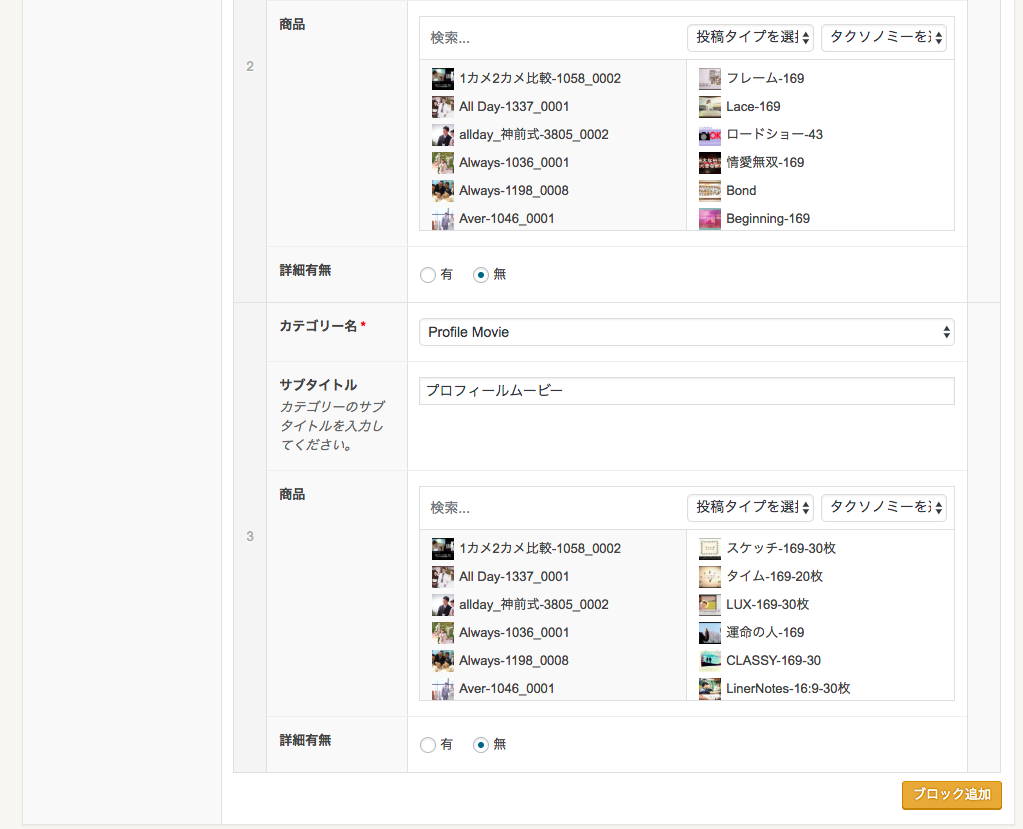 商品
検索...
投稿タイプを選
タクソノミーを
2
1カメ2カメ比較-1058_0002
フレーム-169
All Day-1337_0001
Lace-169
allday_神前式-3805_0002
ロードショー-43
Always-1036_0001
情愛無双-169
Always-1198_0008
Bond
Aver-1046_0001
Beginning-169
詳細有無
有
無
カテゴリー名 *
Profile Movie
サブタイトル
カテゴリーのサブ
タイトルを入力し
てください。
プロフィールムービー
商品
検索...
投稿タイプを選
タクソノミーを
3
1カメ2カメ比較-1058_0002
スケッチ-169-30枚
All Day-1337_0001
タイム-169-20枚
allday_神前式-3805_0002
LUX-169-30枚
Always-1036_0001
運命の人-169
Always-1198_0008
CLASSY-169-30
Aver-1046_0001
LinerNotes-16:9-30枚
詳細有無
有
無
ブロック追加